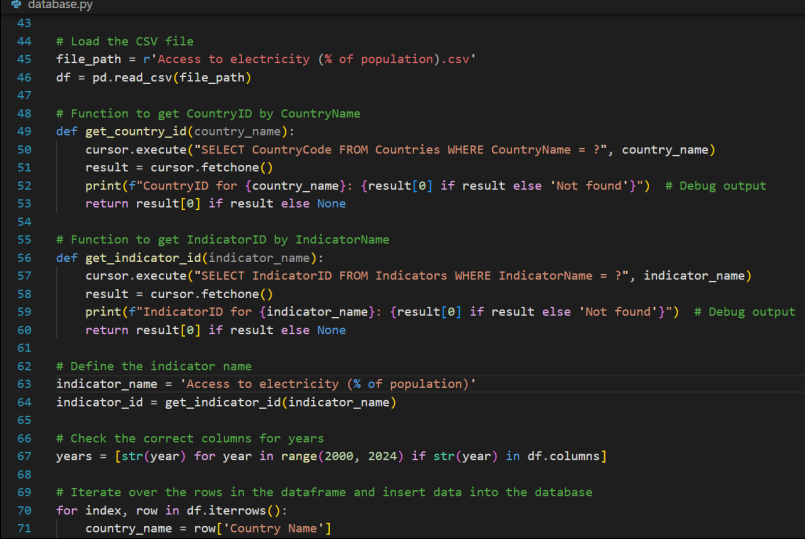 database.py
43
44 # Load the CSV file
45 file_path = r'Access to electricity (% of population).csv'
46 df = pd.read_csv(file_path)
47
48 # Function to get CountryID by CountryName
49 def get_country_id(country_name):
50     cursor.execute("SELECT CountryCode FROM Countries WHERE CountryName = ?", country_name)
51     result = cursor.fetchone()
52     print(f"CountryID for {country_name}: {result[0] if result else 'Not found'}")  # Debug output
53     return result[0] if result else None
54
55 # Function to get IndicatorID by IndicatorName
56 def get_indicator_id(indicator_name):
57     cursor.execute("SELECT IndicatorID FROM Indicators WHERE IndicatorName = ?", indicator_name)
58     result = cursor.fetchone()
59     print(f"IndicatorID for {indicator_name}: {result[0] if result else 'Not found'}")  # Debug output
60     return result[0] if result else None
61
62 # Define the indicator name
63 indicator_name = 'Access to electricity (% of population)'
64 indicator_id = get_indicator_id(indicator_name)
65
66 # Check the correct columns for years
67 years = [str(year) for year in range(2000, 2024) if str(year) in df.columns]
68
69 # Iterate over the rows in the dataframe and insert data into the database
70 for index, row in df.iterrows():
71     country_name = row['Country Name']